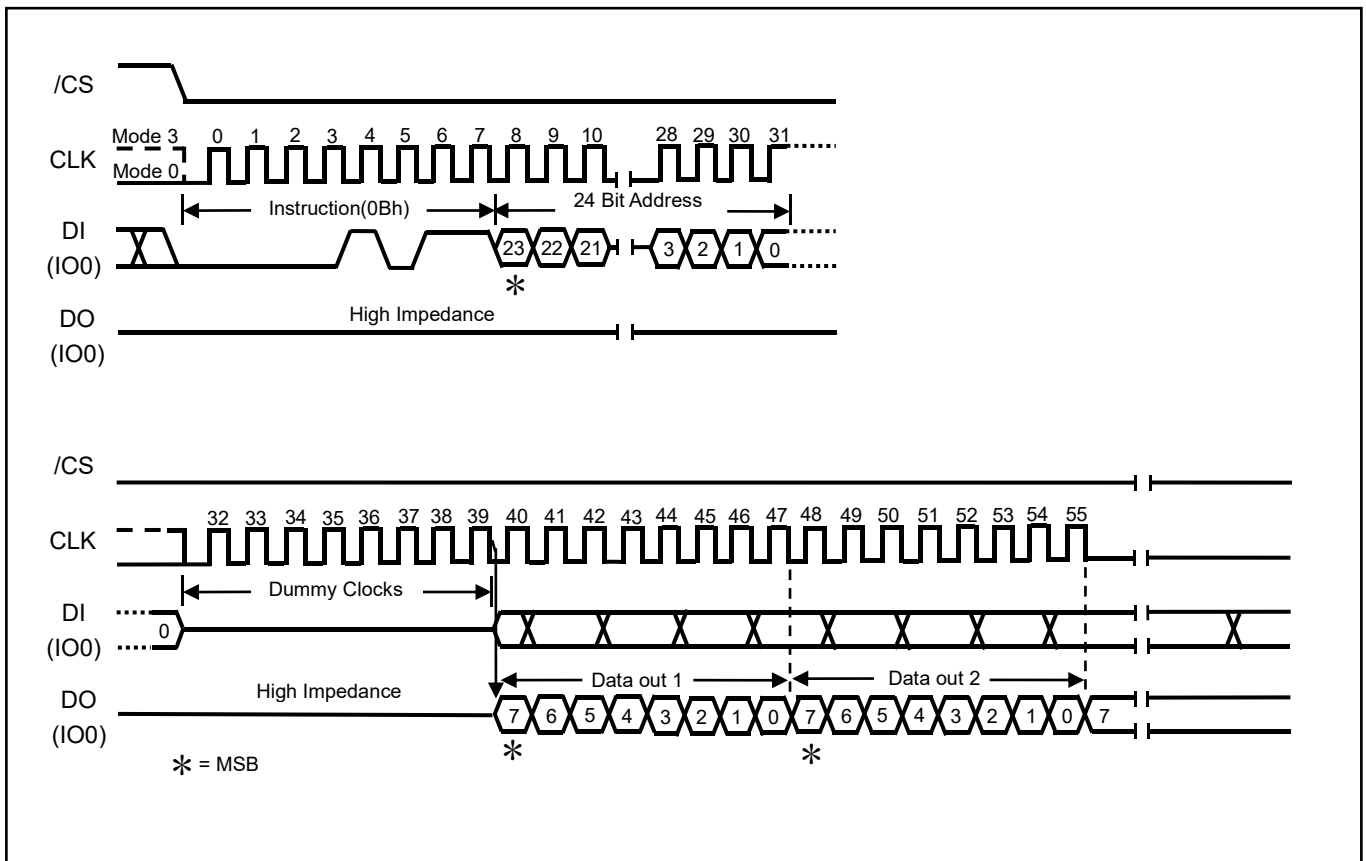 /CS
Mode 3 0 1 2 3 4 5 6 7 8 9 10 28 29 30 31
CLK
Mode 0
Instruction(0Bh) 24 Bit Address
DI
(IO0)
23 22 21 3 2 1 0
*
DO
(IO0)
High Impedance
/CS
32 33 34 35 36 37 38 39 40 41 42 43 44 45 46 47 48 49 50 51 52 53 54 55
CLK
Dummy Clocks
DI
(IO0)
0
Data out 1 Data out 2
High Impedance
DO
(IO0)
7 6 5 4 3 2 1 0 7 6 5 4 3 2 1 0 7
* *
* = MSB